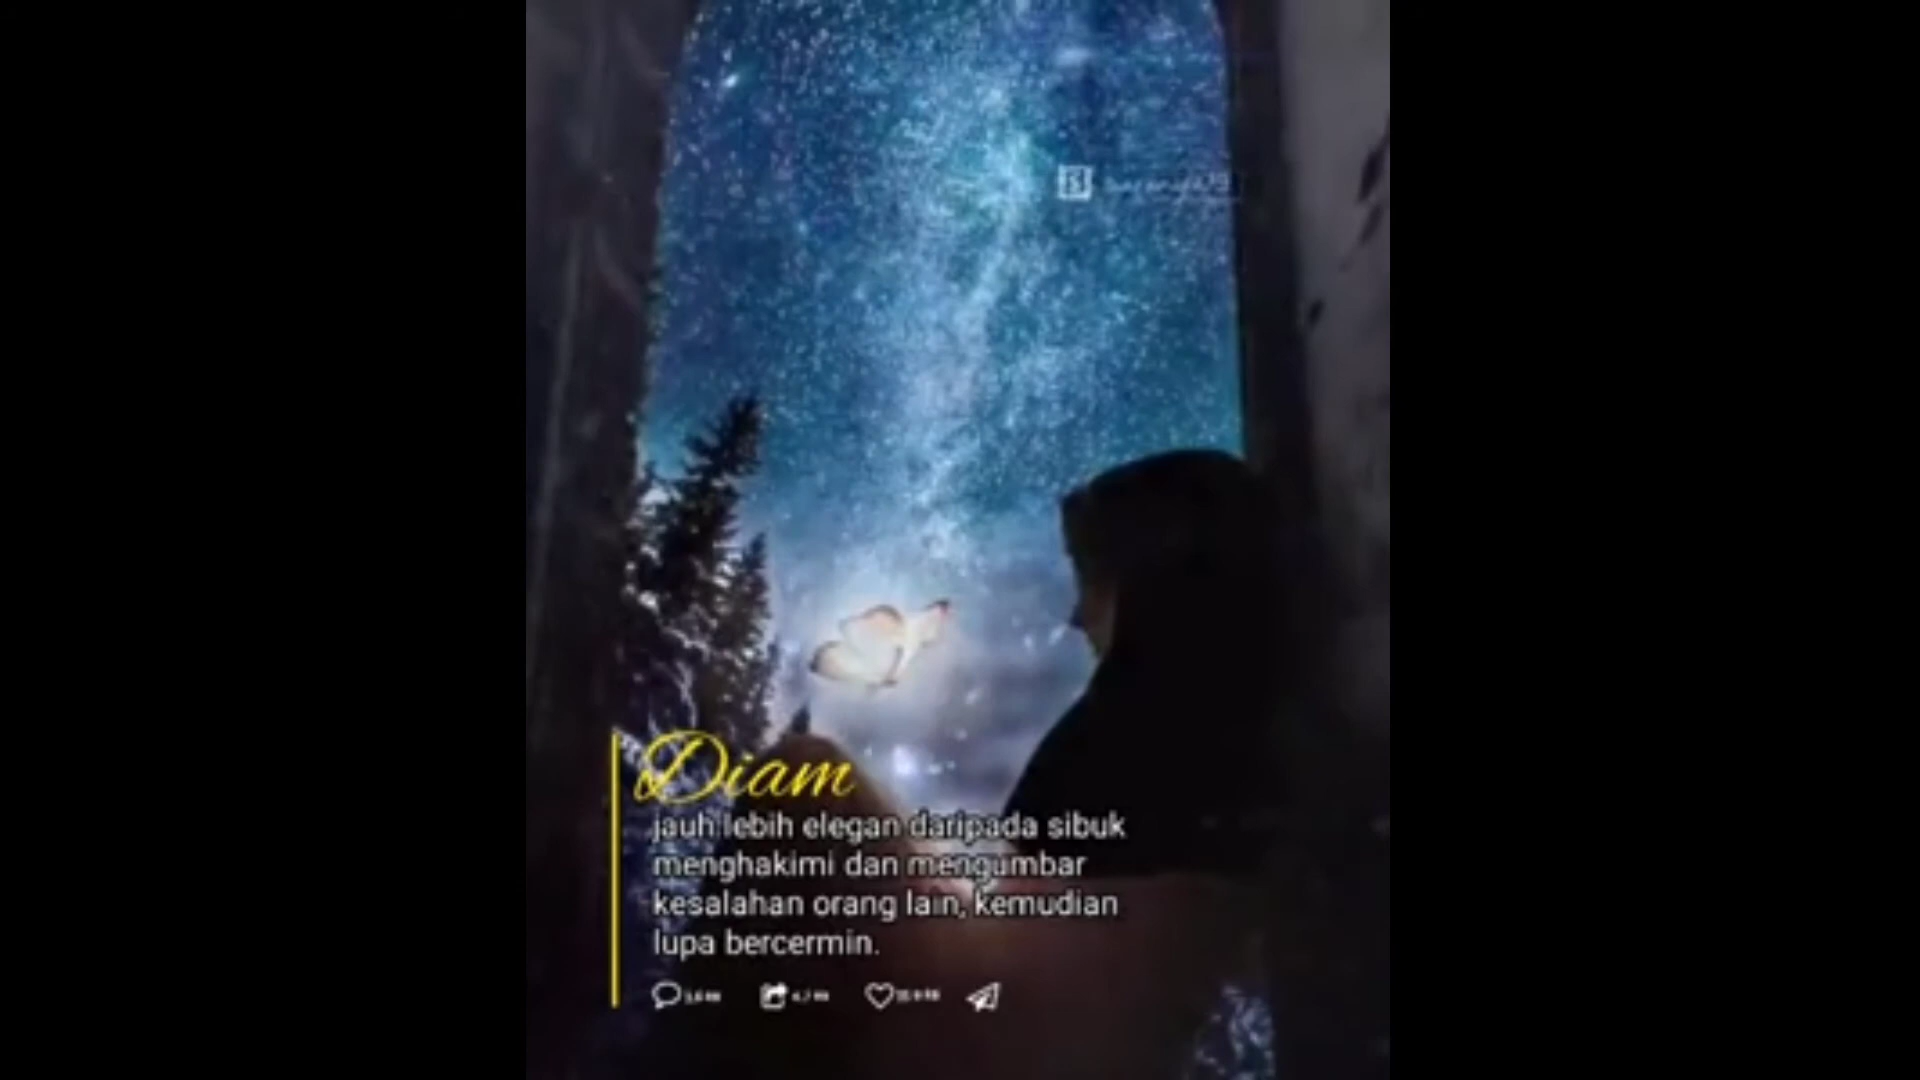 Diam
jauh lebih elegan daripada sibuk
menghakimi dan mengumbar
kesalahan orang lain, kemudian
lupa bercermin.